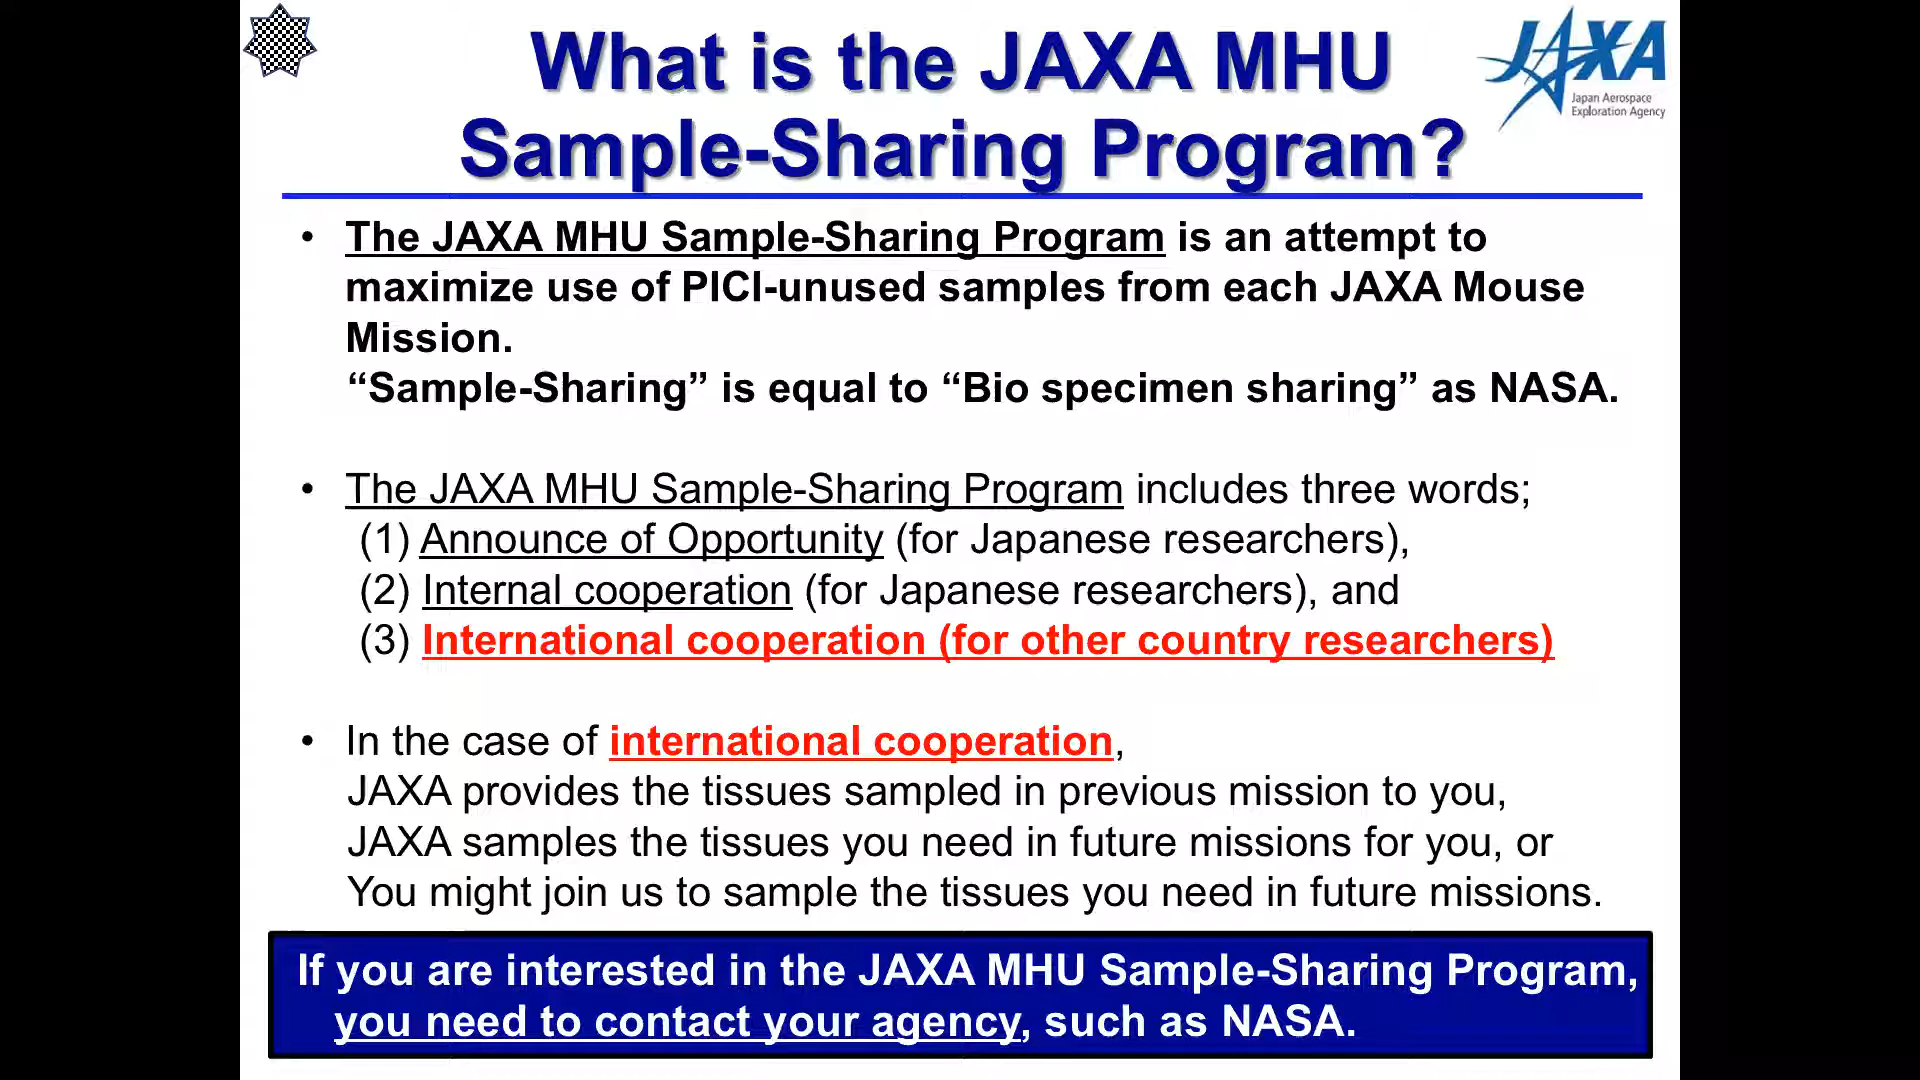 What is the JAXA MHU
Sample-Sharing Program?
JAXA
Japan Aerospace
Exploration Agency
• The JAXA MHU Sample-Sharing Program is an attempt to
maximize use of PICI-unused samples from each JAXA Mouse
Mission.
“Sample-Sharing” is equal to “Bio specimen sharing” as NASA.
• The JAXA MHU Sample-Sharing Program includes three words;
(1) Announce of Opportunity (for Japanese researchers),
(2) Internal cooperation (for Japanese researchers), and
(3) International cooperation (for other country researchers)
• In the case of international cooperation,
JAXA provides the tissues sampled in previous mission to you,
JAXA samples the tissues you need in future missions for you, or
You might join us to sample the tissues you need in future missions.
If you are interested in the JAXA MHU Sample-Sharing Program,
you need to contact your agency, such as NASA.